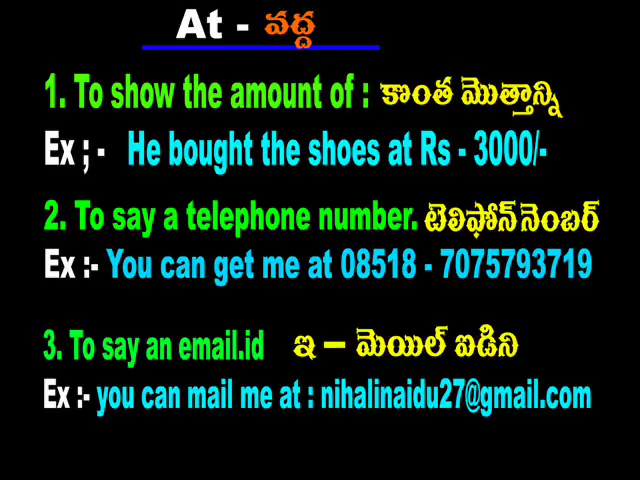 At - వద్ద
1. To show the amount of : కొంత మొత్తాన్ని
Ex ; - He bought the shoes at Rs - 3000/-
2. To say a telephone number. టెలిఫోన్ నెంబర్
Ex :- You can get me at 08518 - 7075793719
3. To say an email.id ఇ – మెయిల్ ఐడిని
Ex :- you can mail me at : nihalinaidu27@gmail.com